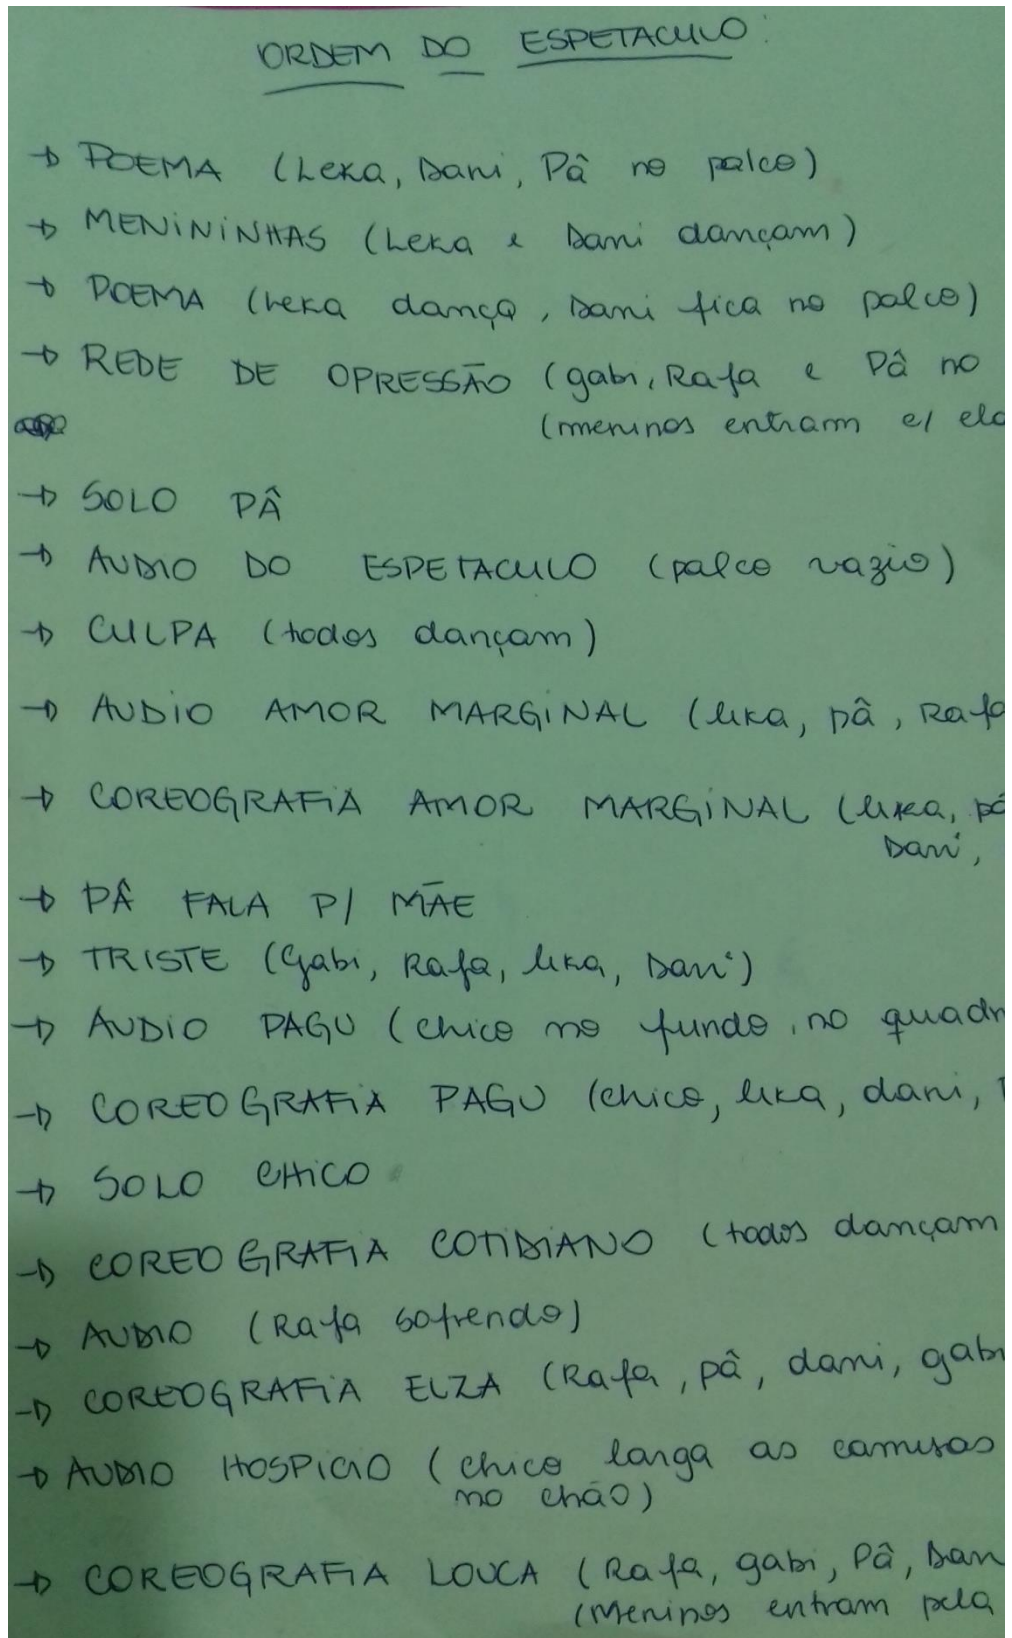 ORDEM DO ESPETACULO:
→ POEMA (Leka, Dani, Pâ no palco)
→ MENININHAS (Leka e Dani dançam)
→ POEMA (Leka dança, Dani fica no palco)
→ REDE DE OPRESSÃO (gabi, Rafa e Pâ no
(meninos entram c/ ela
→ SOLO PÂ
→ AUDIO DO ESPETACULO (palco vazio)
→ CULPA (todos dançam)
→ AUDIO AMOR MARGINAL (Leka, pâ, Rafa
→ COREOGRAFIA AMOR MARGINAL (Leka, pâ
Dani,
→ PÂ FALA P/ MÃE
→ TRISTE (Gabi, Rafa, Leka, Dani)
→ AUDIO PAGU (Chico no fundo, no quadr
→ COREOGRAFIA PAGU (chico, Leka, dani,
→ SOLO CHICO
→ COREOGRAFIA COTIDIANO (todos dançam
→ AUDIO (Rafa sofrendo)
→ COREOGRAFIA ELZA (Rafa, pâ, dani, gabi
→ AUDIO HOSPICIO (chico larga as camisas
no chão)
→ COREOGRAFIA LOUCA (Rafa, gabi, Pâ, Dan
(Meninos entram pela